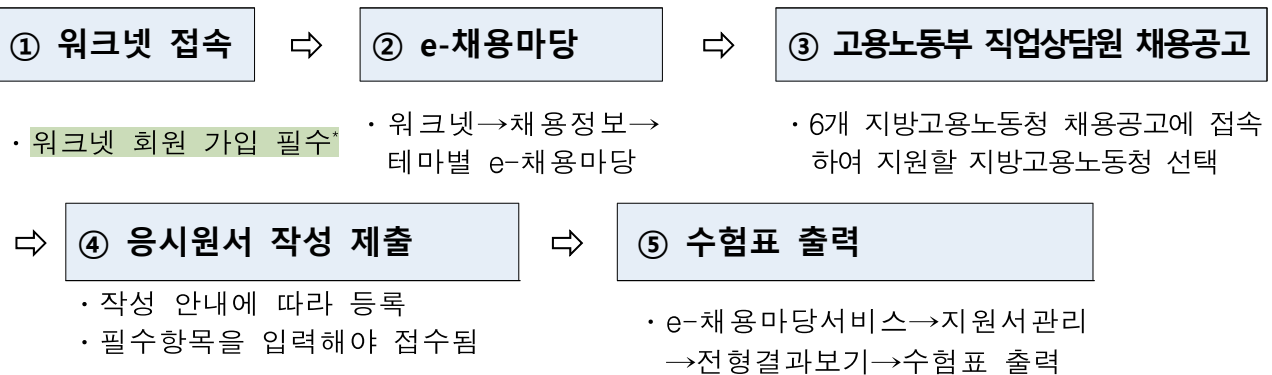 ① 워크넷 접속 ⇨ ② e-채용마당 ⇨ ③ 고용노동부 직업상담원 채용공고
· 워크넷 회원 가입 필수*
· 워크넷→채용정보→
테마별 e-채용마당
· 6개 지방고용노동청 채용공고에 접속
하여 지원할 지방고용노동청 선택
⇨ ④ 응시원서 작성 제출 ⇨ ⑤ 수험표 출력
· 작성 안내에 따라 등록
· 필수항목을 입력해야 접수됨
· e-채용마당서비스→지원서관리
→전형결과보기→수험표 출력